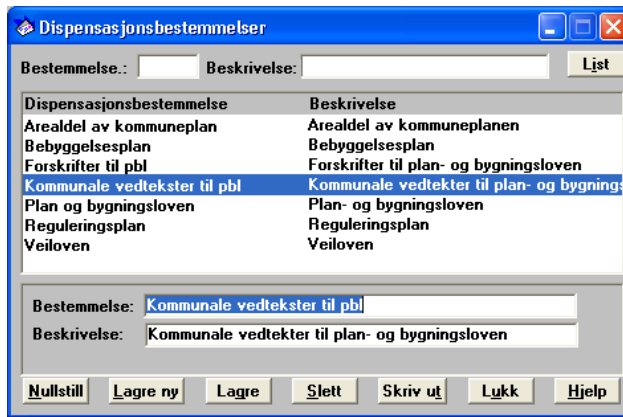 Dispensasjonsbestemmelser
Bestemmelse.: Beskrivelse: List
Dispensasjonsbestemmelse Beskrivelse
Arealdel av kommuneplan Arealdel av kommuneplanen
Bebyggelsesplan Bebyggelsesplan
Forskrifter til pbl Forskrifter til plan- og bygningsloven
Kommunale vedtekster til pbl Kommunale vedtekter til plan- og bygnings
Plan og bygningsloven Plan- og bygningsloven
Reguleringsplan Reguleringsplan
Veiloven Veiloven
Bestemmelse: Kommunale vedtekster til pbl
Beskrivelse: Kommunale vedtekter til plan- og bygningsloven
Nullstill Lagre ny Lagre Slett Skriv ut Lukk Hjelp